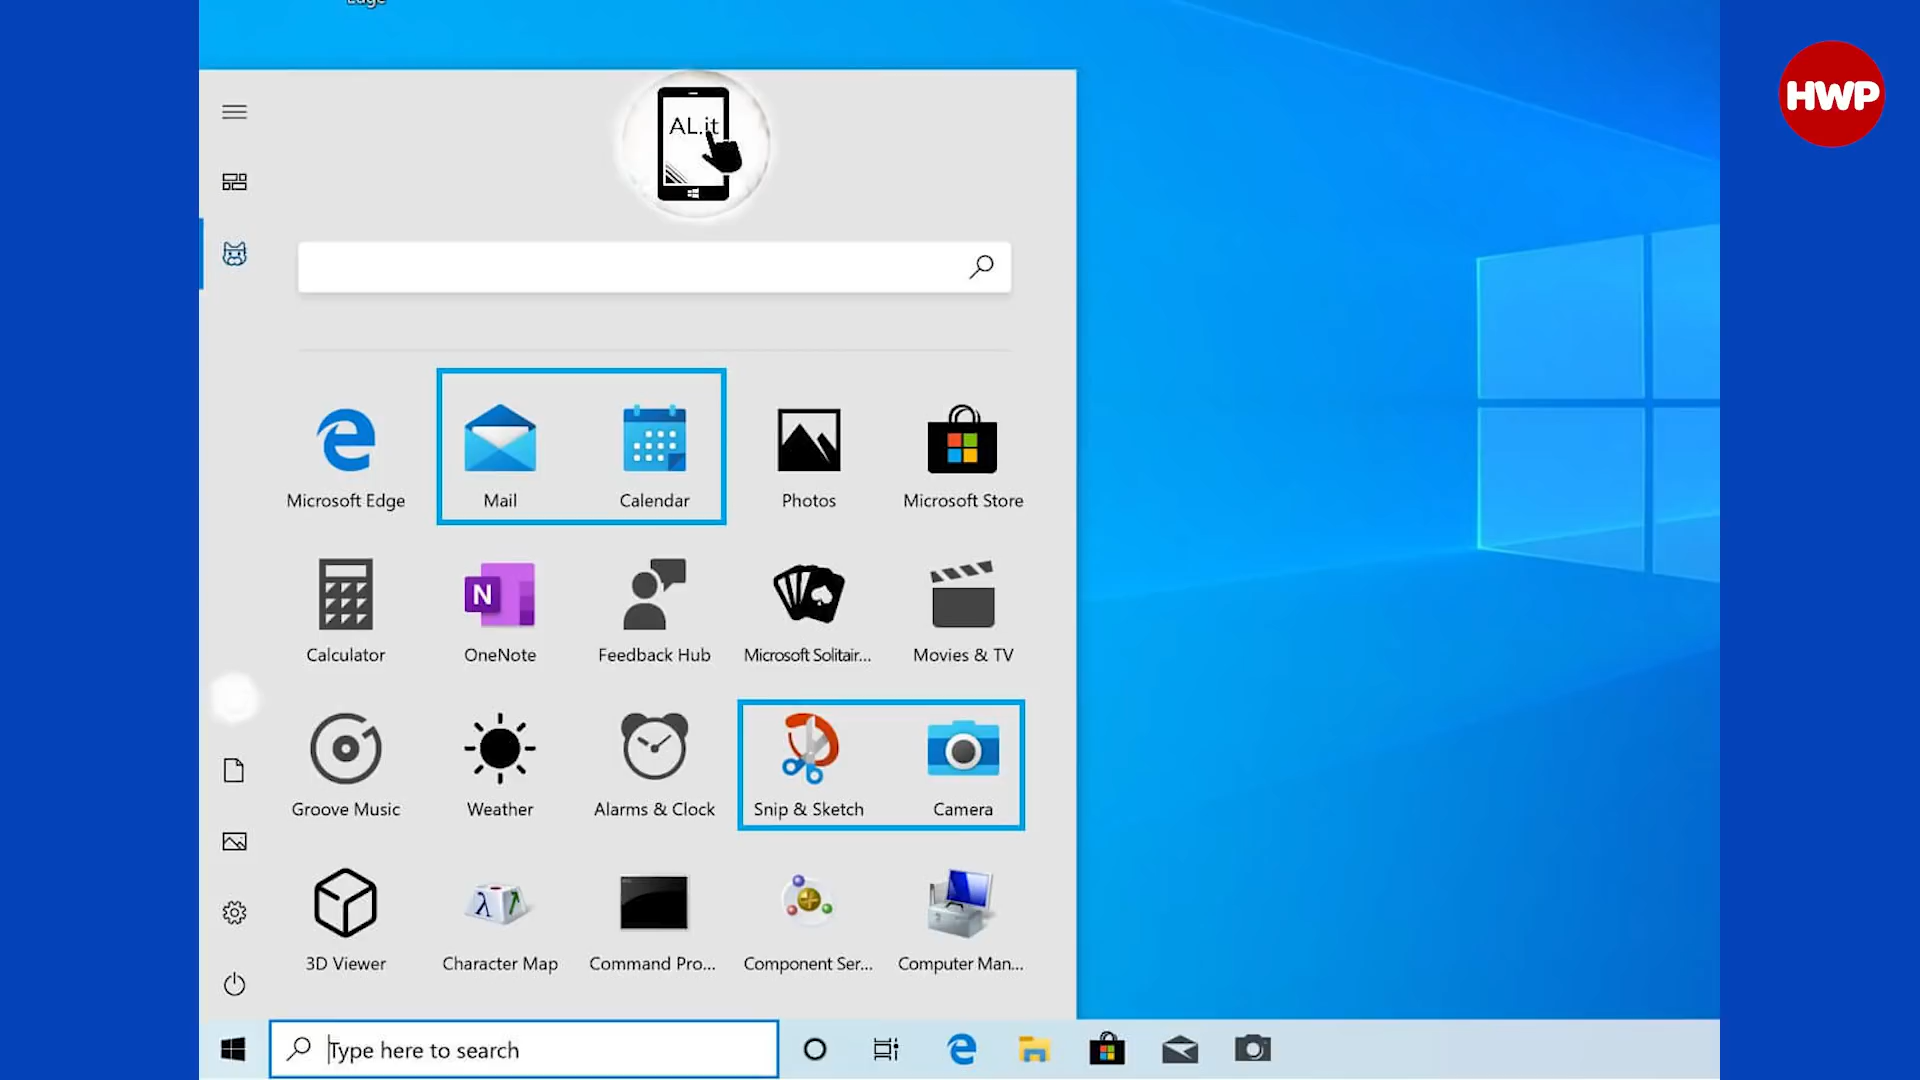 Edge
HWP
AL.it
Microsoft Edge
Mail
Calendar
Photos
Microsoft Store
Calculator
N
OneNote
Feedback Hub
Microsoft Solitair...
Movies & TV
Groove Music
Weather
Alarms & Clock
Snip & Sketch
Camera
3D Viewer
Character Map
Command Pro...
Component Ser...
Computer Man...
Type here to search